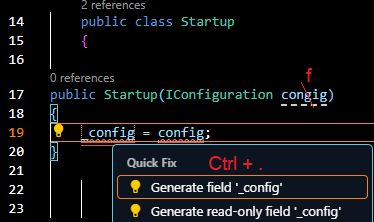 2 references
14 public class Startup
15 {
16
0 references
f
17 public Startup(IConfiguration congig)
18 {
19 _config = config;
20 }
Quick Fix Ctrl + .
21
22 Generate field '_config'
23 Generate read-only field '_config'